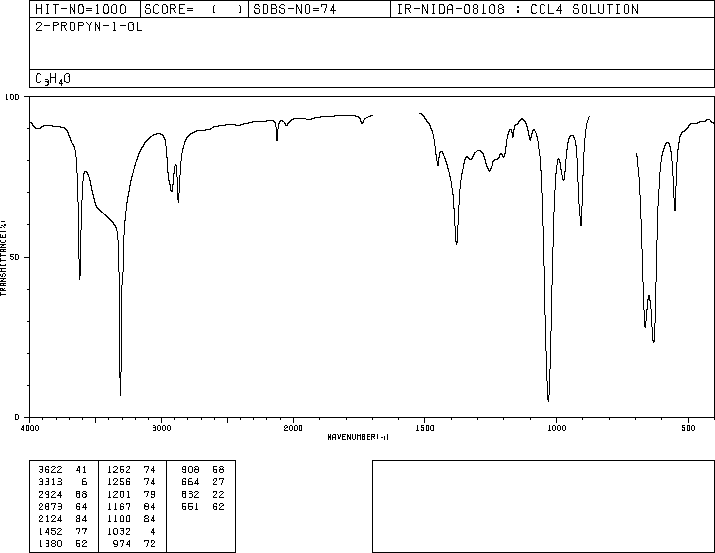 HIT-NO=1000 SCORE= ( ) SDBS-NO=74 IR-NIDA-08108 : CCL4 SOLUTION
2-PROPYN-1-OL
C3H4O
100
50
0
TRANSMITTANCE(%)
4000 3000 2000 1500 1000 500
WAVENUMBER(-1)
3622 41 1262 74 908 58
3313 6 1256 74 664 27
2924 68 1201 79 632 22
2879 64 1167 84 551 62
2124 84 1100 84
1452 77 1032 4
1380 52 974 72